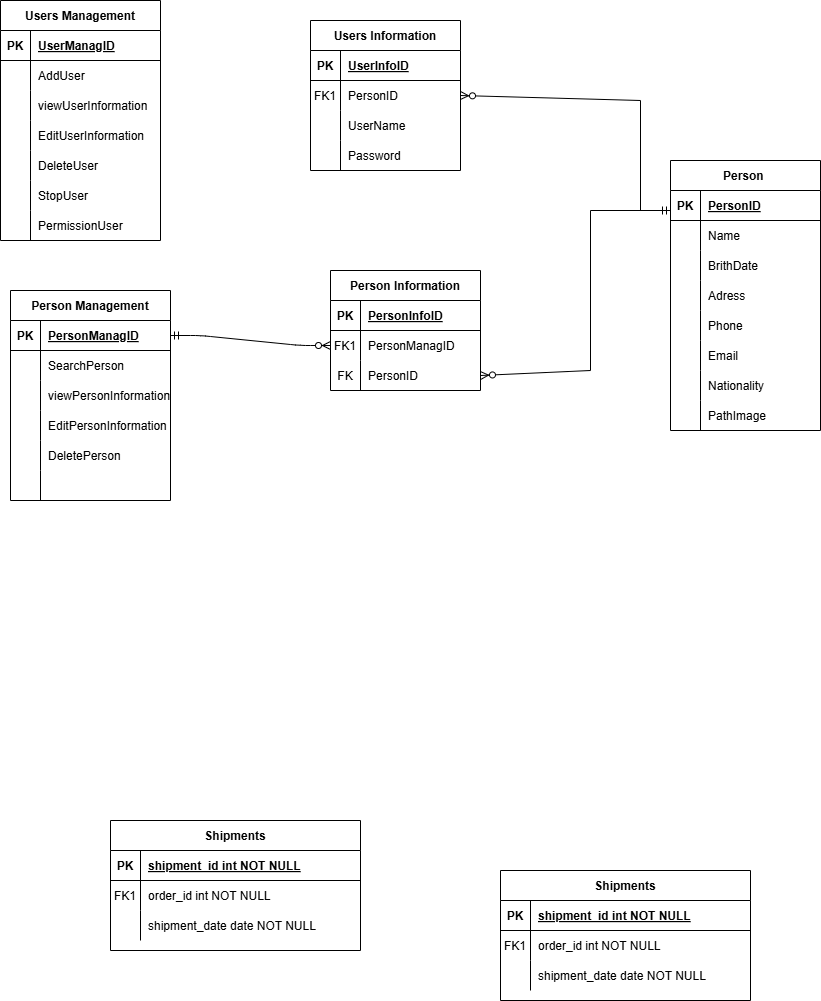 Users Management
PK UserManagID
AddUser
viewUserInformation
EditUserInformation
DeleteUser
StopUser
PermissionUser
Users Information
PK UserInfoID
FK1 PersonID
UserName
Password
Person
PK PersonID
Name
BrithDate
Adress
Phone
Email
Nationality
PathImage
Person Management
PK PersonManagID
SearchPerson
viewPersonInformation
EditPersonInformation
DeletePerson
Person Information
PK PersonInfoID
FK1 PersonManagID
FK PersonID
Shipments
PK shipment_id int NOT NULL
FK1 order_id int NOT NULL
shipment_date date NOT NULL
Shipments
PK shipment_id int NOT NULL
FK1 order_id int NOT NULL
shipment_date date NOT NULL